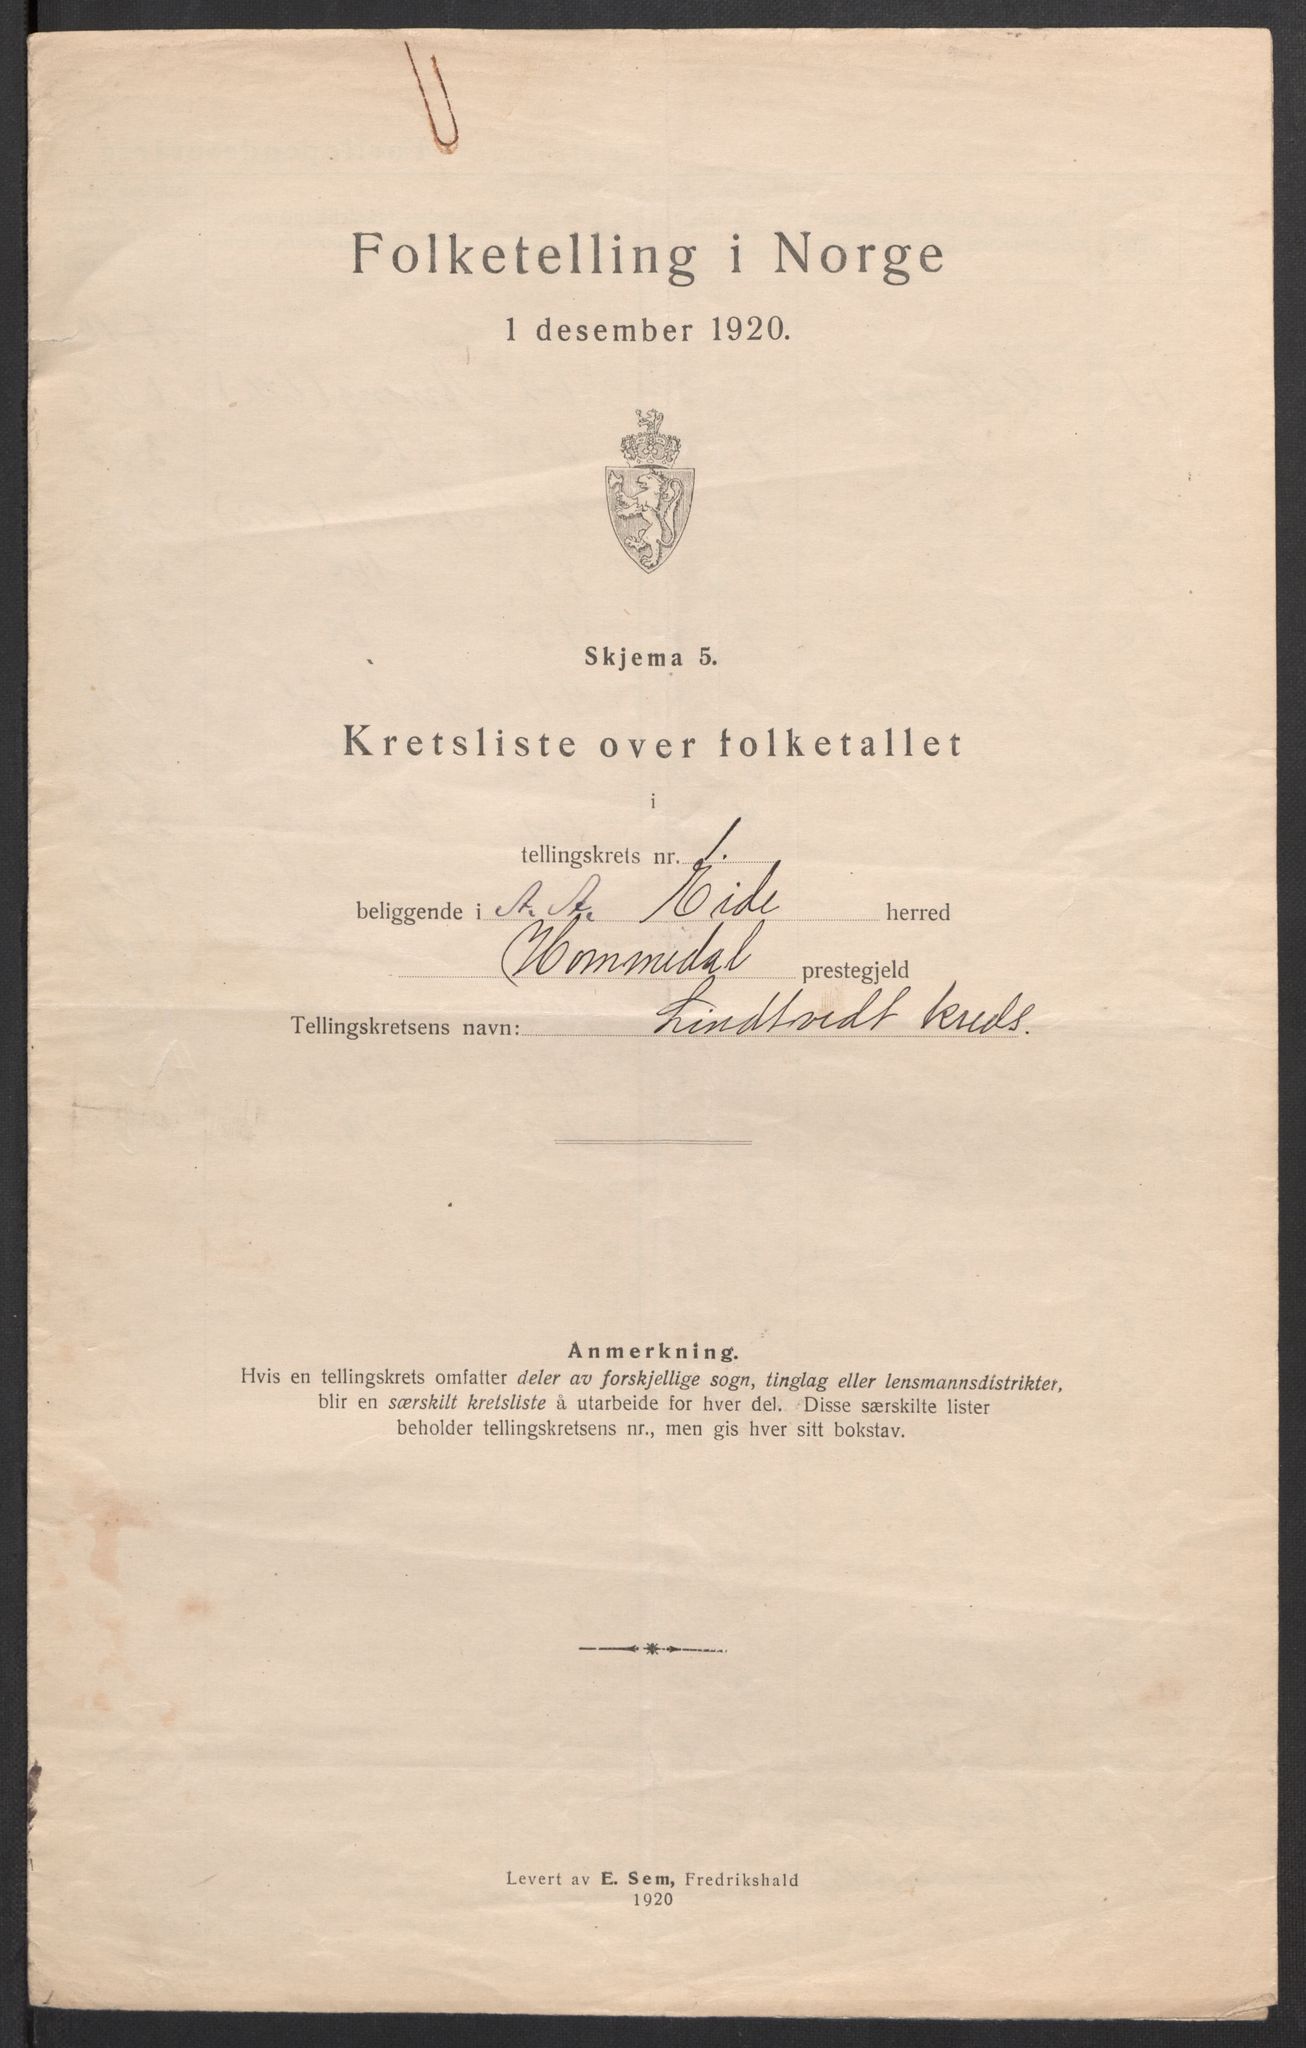 Folketelling i Norge
1 desember 1920.
Skjema 5.
Kretsliste over folketallet
i
tellingskrets nr. 1.
beliggende i A. A. Eide herred
Hommedal prestegjeld
Tellingskretsens navn: Lindtvedt kreds.
Anmerkning.
Hvis en tellingskrets omfatter deler av forskjellige sogn, tinglag eller lensmannsdistrikter,
blir en særskilt kretsliste å utarbeide for hver del. Disse særskilte lister
beholder tellingskretsens nr., men gis hver sitt bokstav.
Levert av E. Sem, Fredrikshald
1920